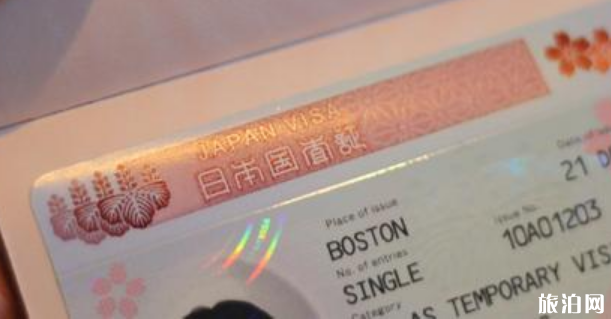 JAPAN VISA
日本国査証
Place of issue
BOSTON
Issue No.
10A01203
Date of
21 D
No. of entries
SINGLE
Category
AS TEMPORARY VIS
旅泊网